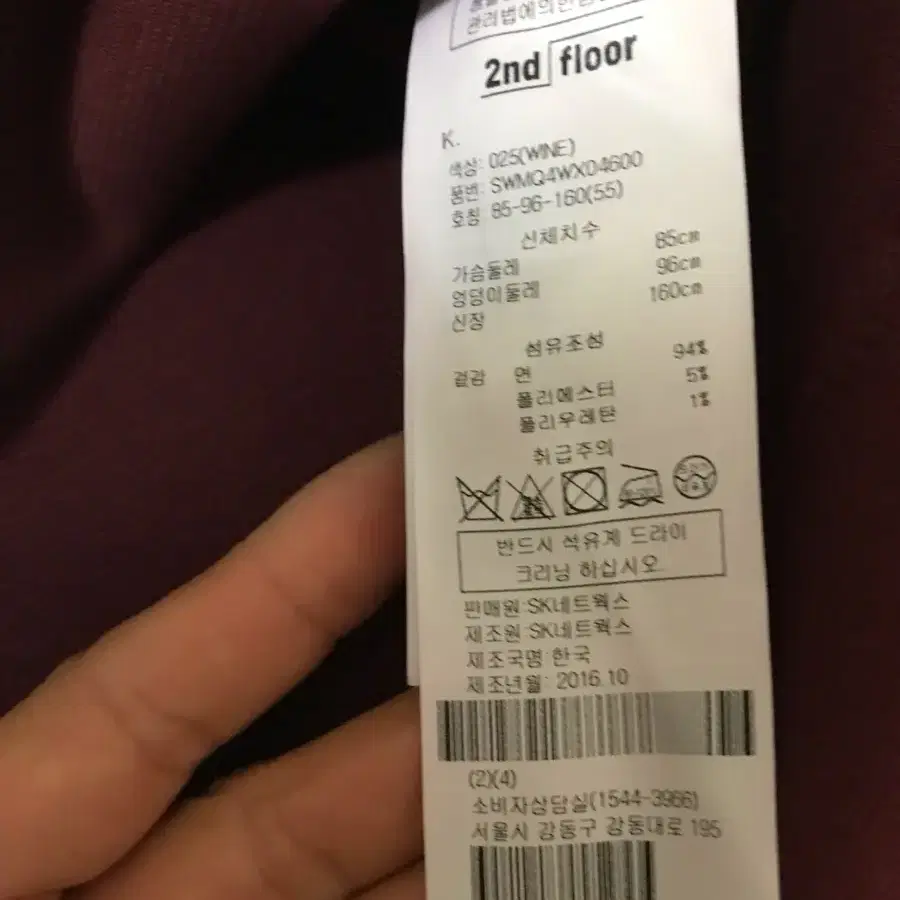 관리법에의한
2nd floor
K.
색상: 025(WINE)
품번: SWMQ4WX04600
호칭 85-96-160(55)
신체치수
가슴둘레 85cm
엉덩이둘레 96cm
신장 160cm
섬유조성
겉감 면 94%
폴리에스터 5%
폴리우레탄 1%
취급주의
반드시 석유계 드라이
크리닝 하십시오
판매원:SK네트웍스
제조원:SK네트웍스
제조국명:한국
제조년월: 2016.10
(2)(4)
소비자상담실(1544-3966)
서울시 강동구 강동대로 195